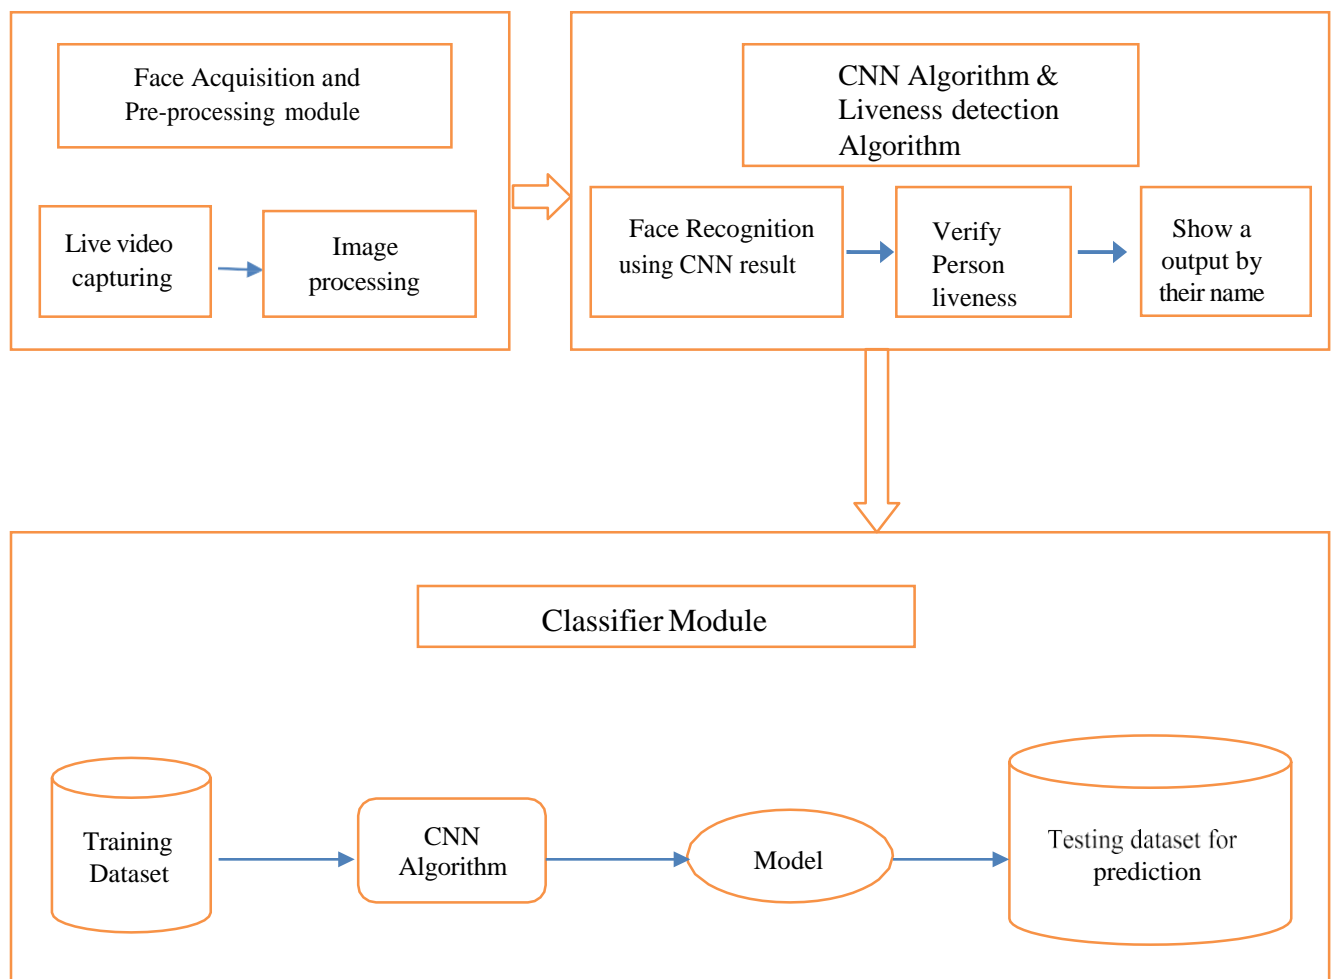 Face Acquisition and
Pre-processing module
Live video
capturing
Image
processing
CNN Algorithm &
Liveness detection
Algorithm
Face Recognition
using CNN result
Verify
Person
liveness
Show a
output by
their name
Classifier Module
Training
Dataset
CNN
Algorithm
Model
Testing dataset for
prediction